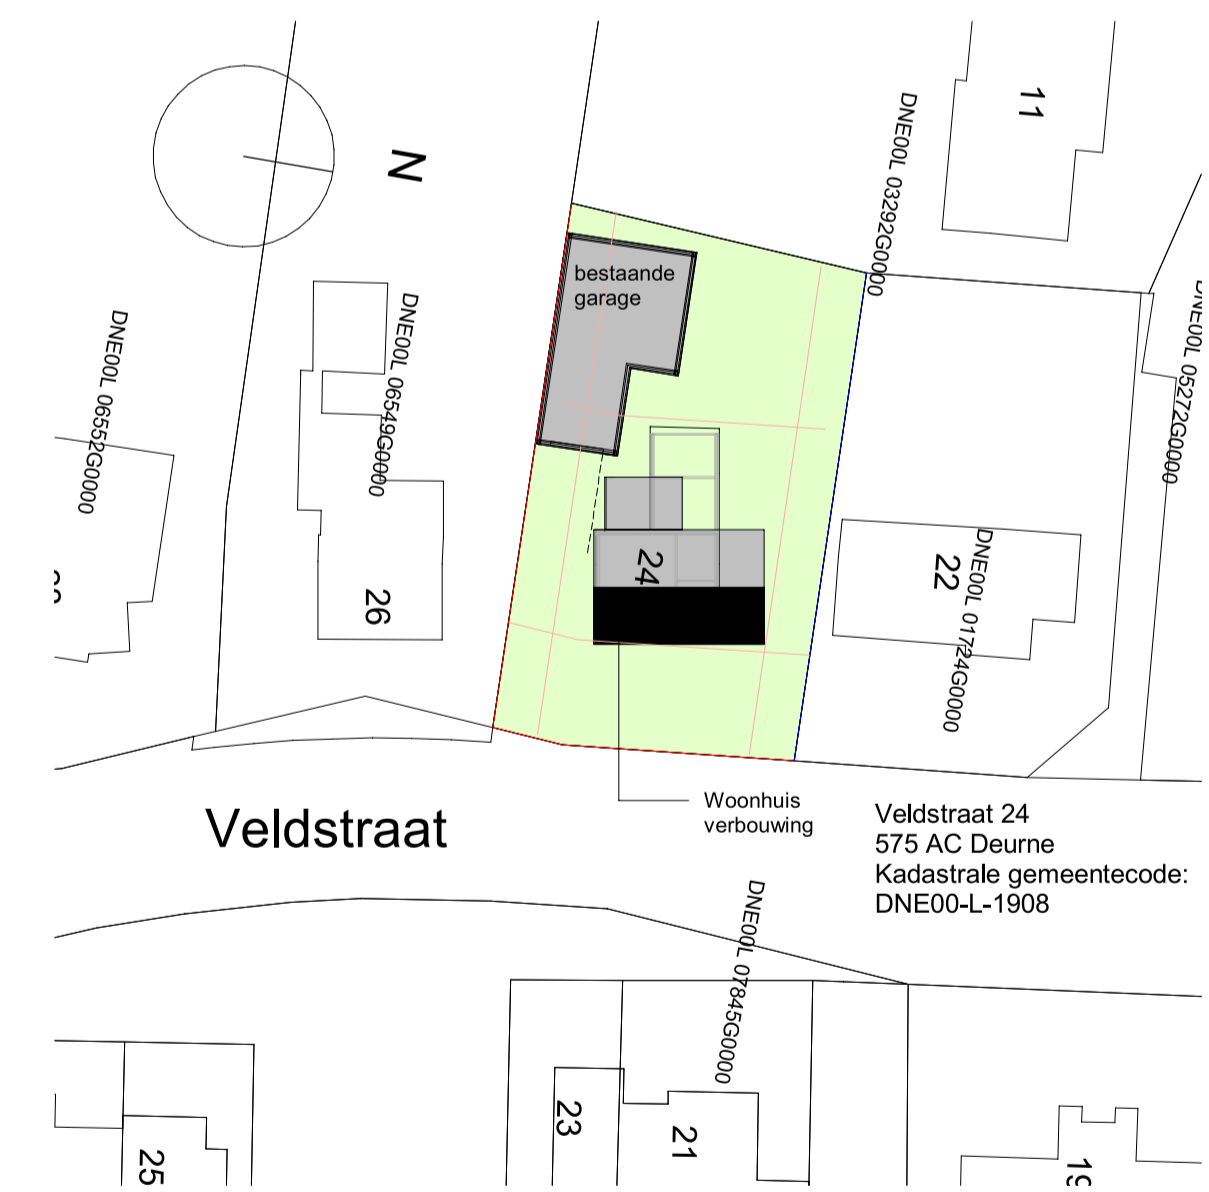 11
N
DNE00L 03292G0000
bestaande
garage
DNE00L 06549G0000
DNE00L 06552G0000
DNE00L 05272G0000
24
22
DNE00L 01724G0000
26
Woonhuis
verbouwing
Veldstraat
Veldstraat 24
575 AC Deurne
Kadastrale gemeentecode:
DNE00-L-1908
DNE00L 07845G0000
23
21
25
19